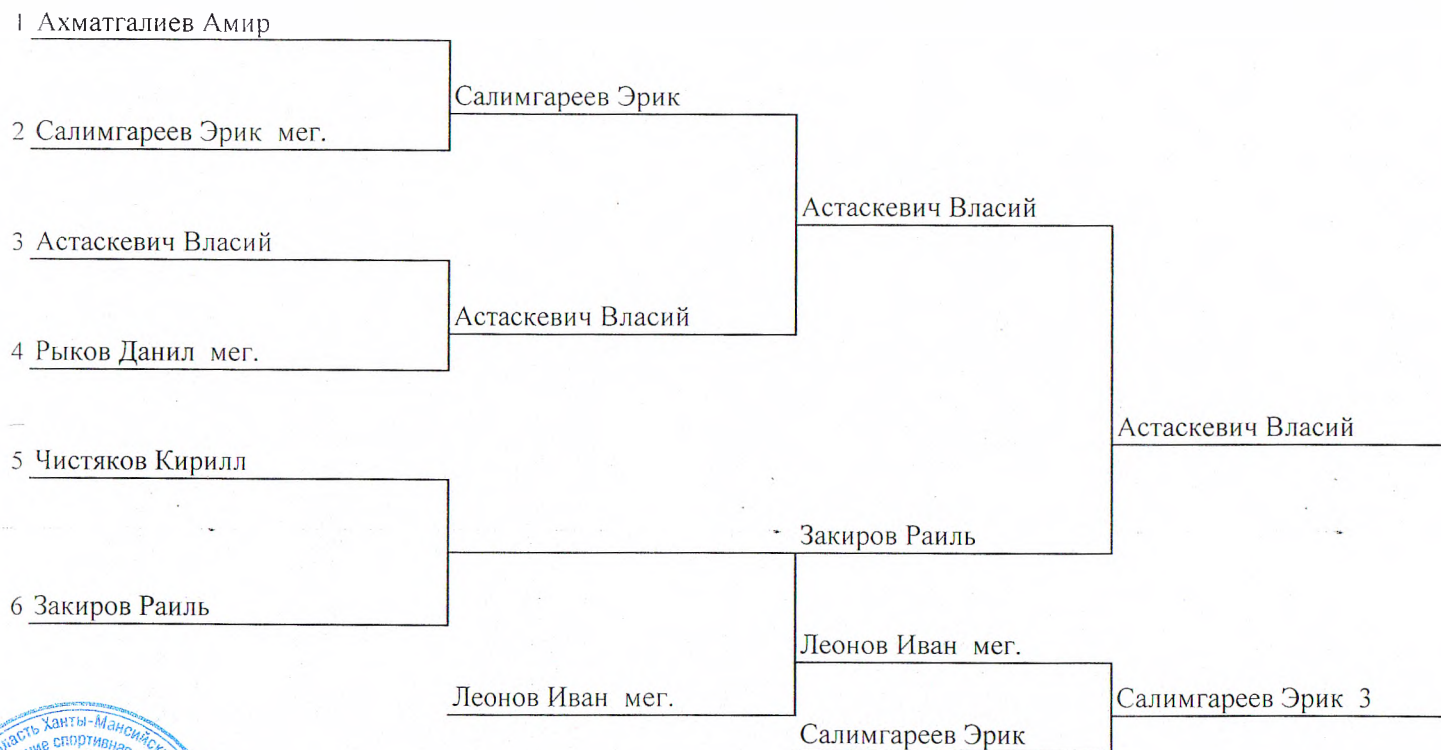 1 Ахматгалиев Амир
Салимгареев Эрик
2 Салимгареев Эрик мег.
Астаскевич Власий
3 Астаскевич Власий
Астаскевич Власий
4 Рыков Данил мег.
Астаскевич Власий
5 Чистяков Кирилл
Закиров Раиль
6 Закиров Раиль
Леонов Иван мег.
Леонов Иван мег.
Салимгареев Эрик 3
Салимгареев Эрик
Ханты-Мансийск